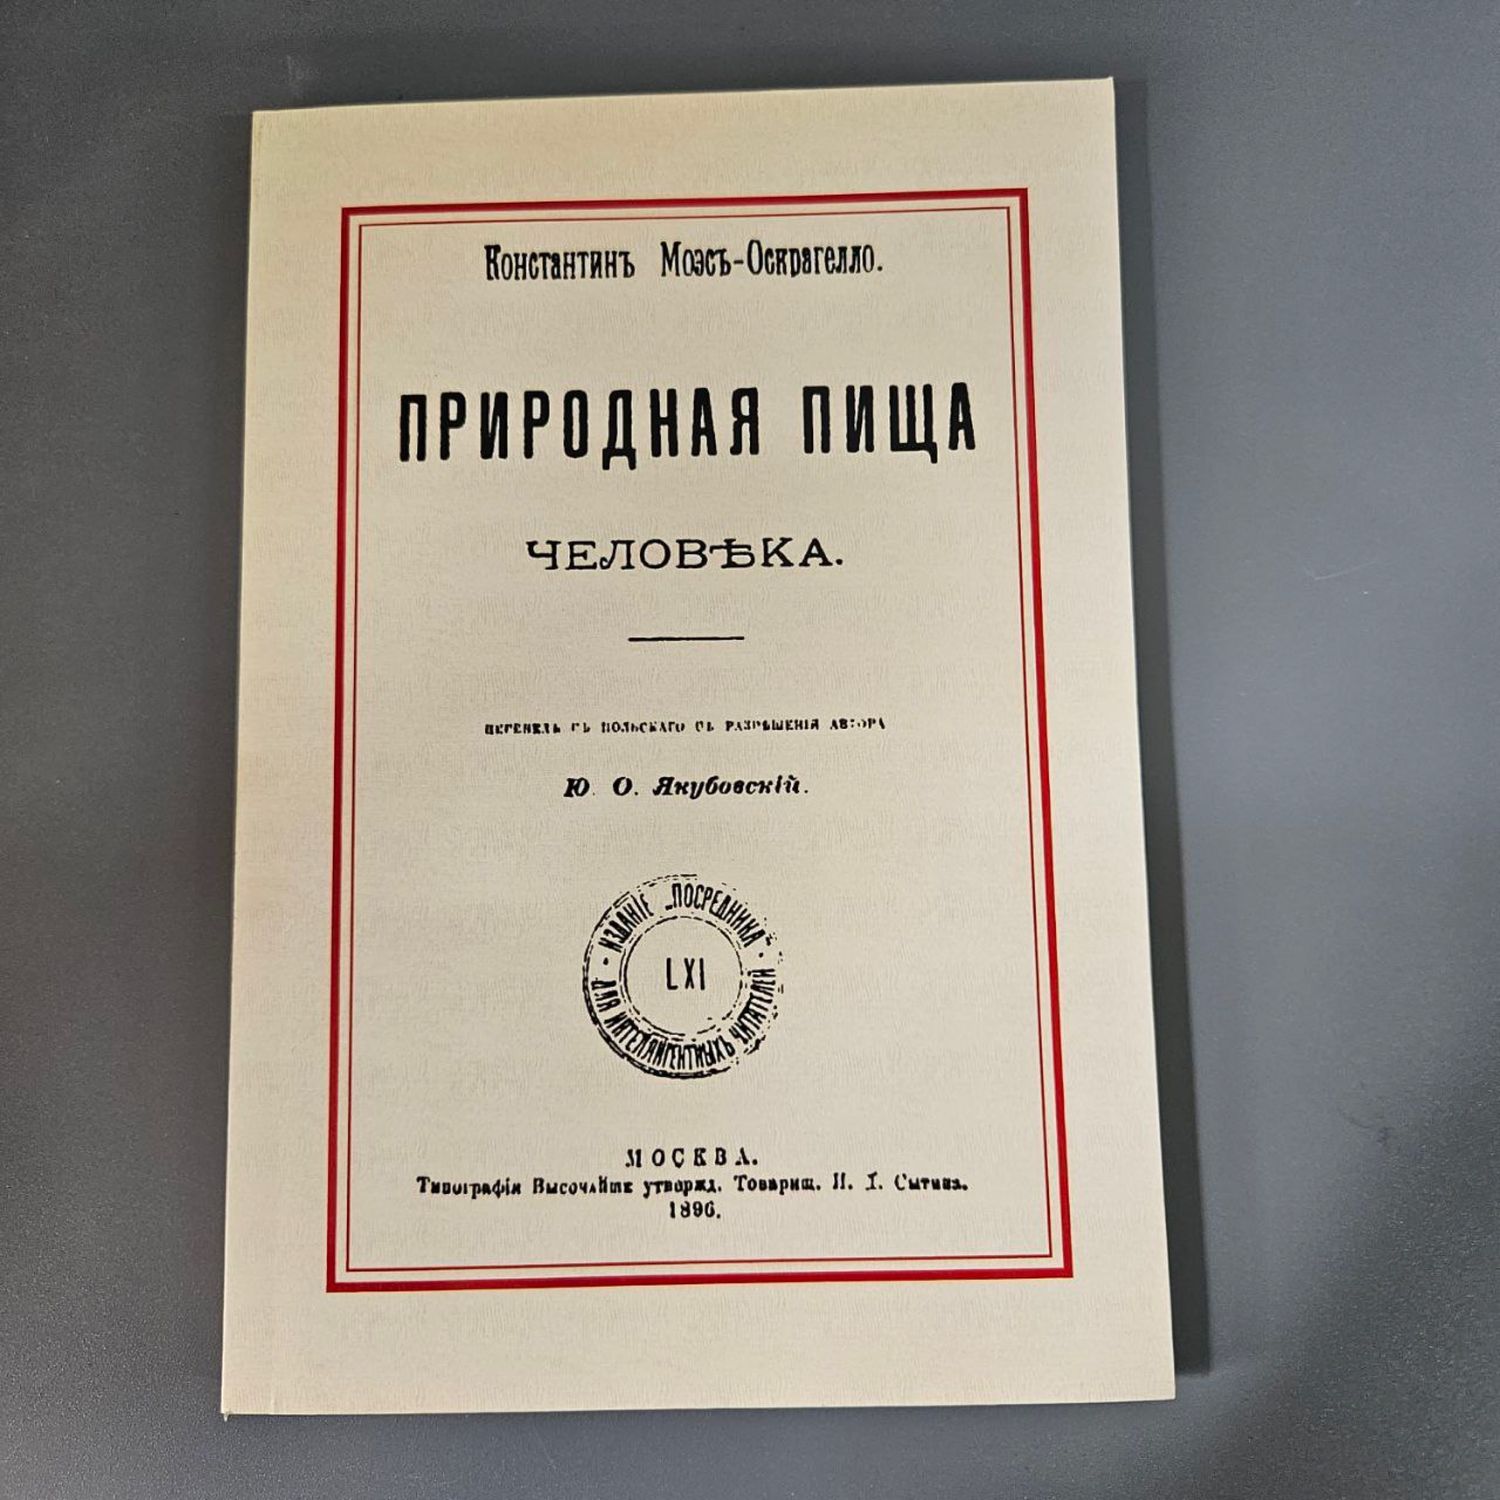 Константинъ Моэсъ-Оскрагелло.
ПРИРОДНАЯ ПИЩА
ЧЕЛОВѢКА.
ПЕРЕВЕЛЪ СЪ ПОЛЬСКАГО СЪ РАЗРѢШЕНІЯ АВТОРА
Ю. О. Якубовскій.
ИЗДАНІЕ „ПОСРЕДНИКА“
LXI
ДЛЯ ИНТЕЛЛИГЕНТНЫХЪ ЧИТАТЕЛЕЙ
МОСКВА.
Типографія Высочайше утвержд. Товарищ. И. Д. Сытина.
1896.